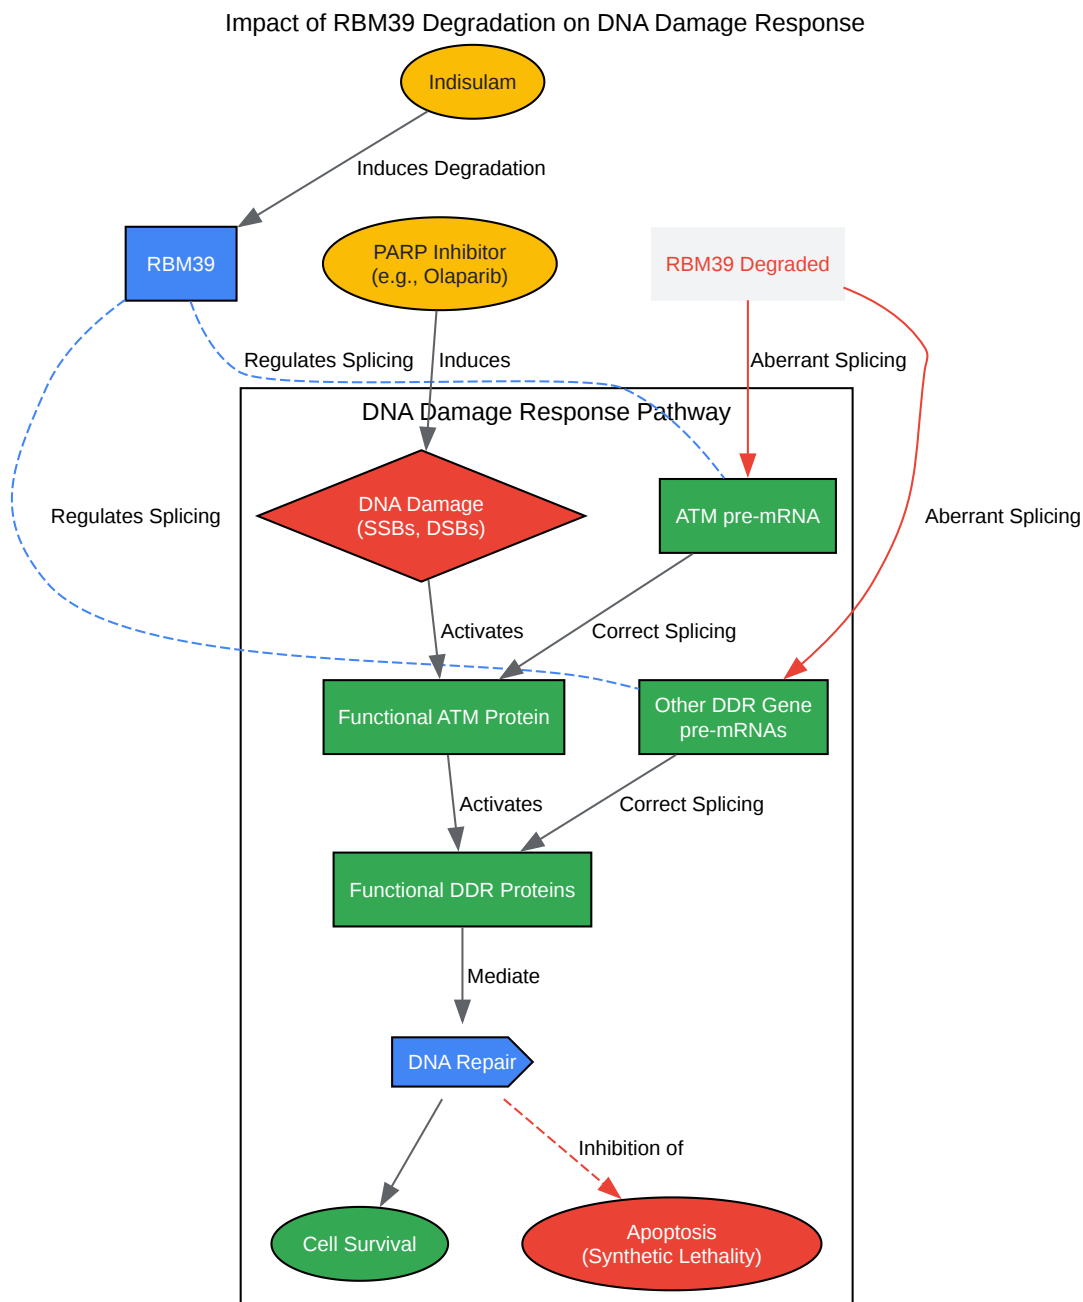 Impact of RBM39 Degradation on DNA Damage Response
Indisulam
Induces Degradation
RBM39
PARP Inhibitor
(e.g., Olaparib)
RBM39 Degraded
Regulates Splicing
Induces
Aberrant Splicing
DNA Damage Response Pathway
DNA Damage
(SSBs, DSBs)
ATM pre-mRNA
Regulates Splicing
Aberrant Splicing
Activates
Correct Splicing
Functional ATM Protein
Other DDR Gene
pre-mRNAs
Activates
Correct Splicing
Functional DDR Proteins
Mediate
DNA Repair
Inhibition of
Cell Survival
Apoptosis
(Synthetic Lethality)